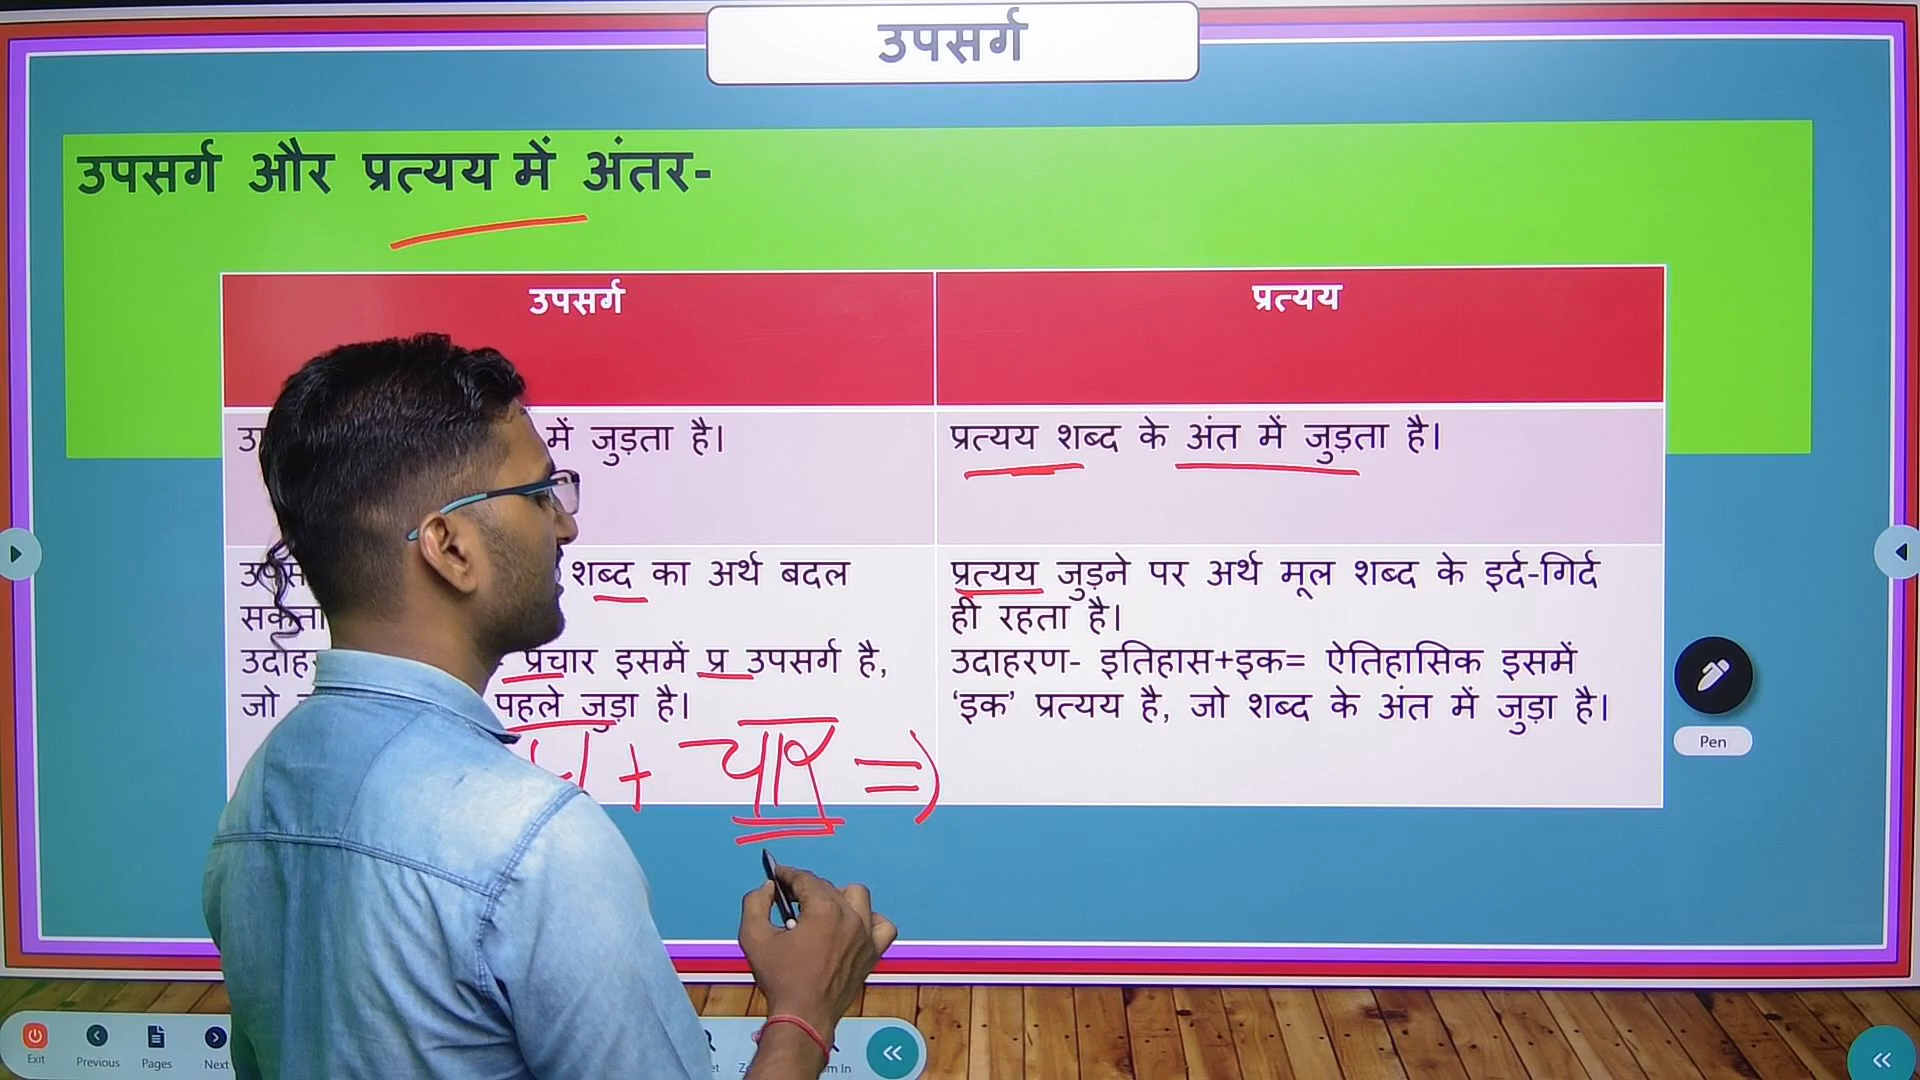 उपसर्ग
उपसर्ग और प्रत्यय में अंतर-
उपसर्ग
प्रत्यय
में जुड़ता है।
प्रत्यय शब्द के अंत में जुड़ता है।
शब्द का अर्थ बदल
प्रत्यय जुड़ने पर अर्थ मूल शब्द के इर्द-गिर्द
ही रहता है।
प्रचार इसमें प्र उपसर्ग है,
उदाहरण- इतिहास+इक= ऐतिहासिक इसमें
जो
पहले जुड़ा है।
‘इक’ प्रत्यय है, जो शब्द के अंत में जुड़ा है।
+ चार =)
Pen
Exit
Previous
Pages
Next